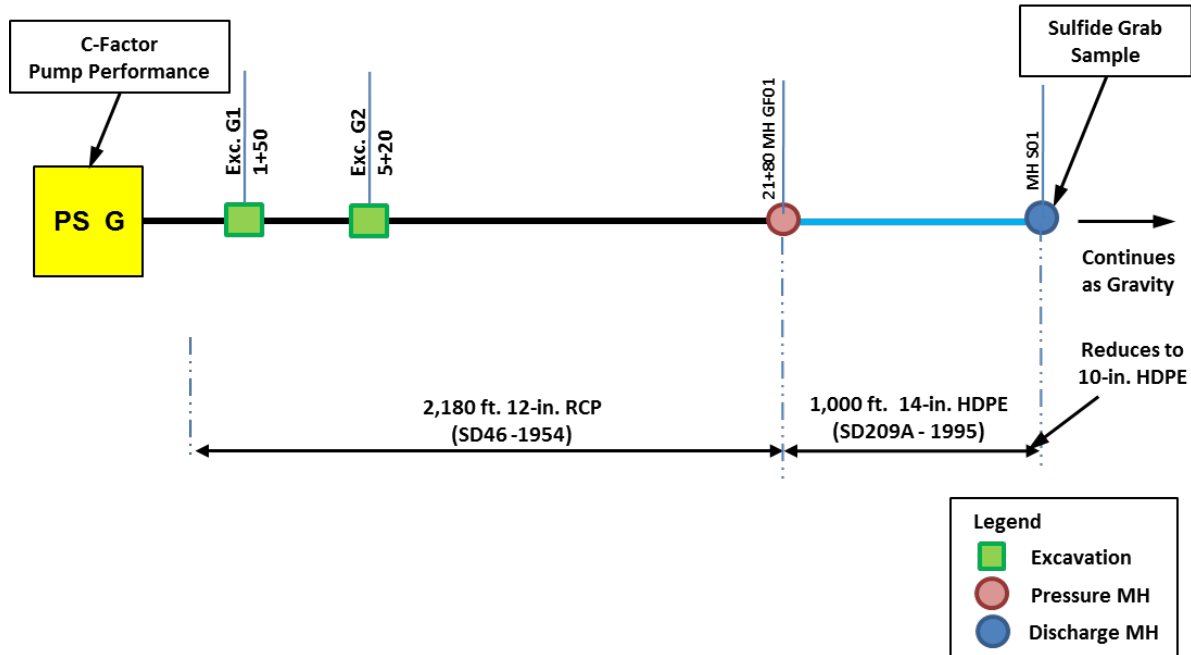 C-Factor
Pump Performance
Sulfide Grab
Sample
Exc. G1
1+50
Exc. G2
5+20
21+80 MH GF01
MH S01
PS G
Continues
as Gravity
Reduces to
10-in. HDPE
2,180 ft. 12-in. RCP
(SD46 -1954)
1,000 ft. 14-in. HDPE
(SD209A - 1995)
Legend
Excavation
Pressure MH
Discharge MH